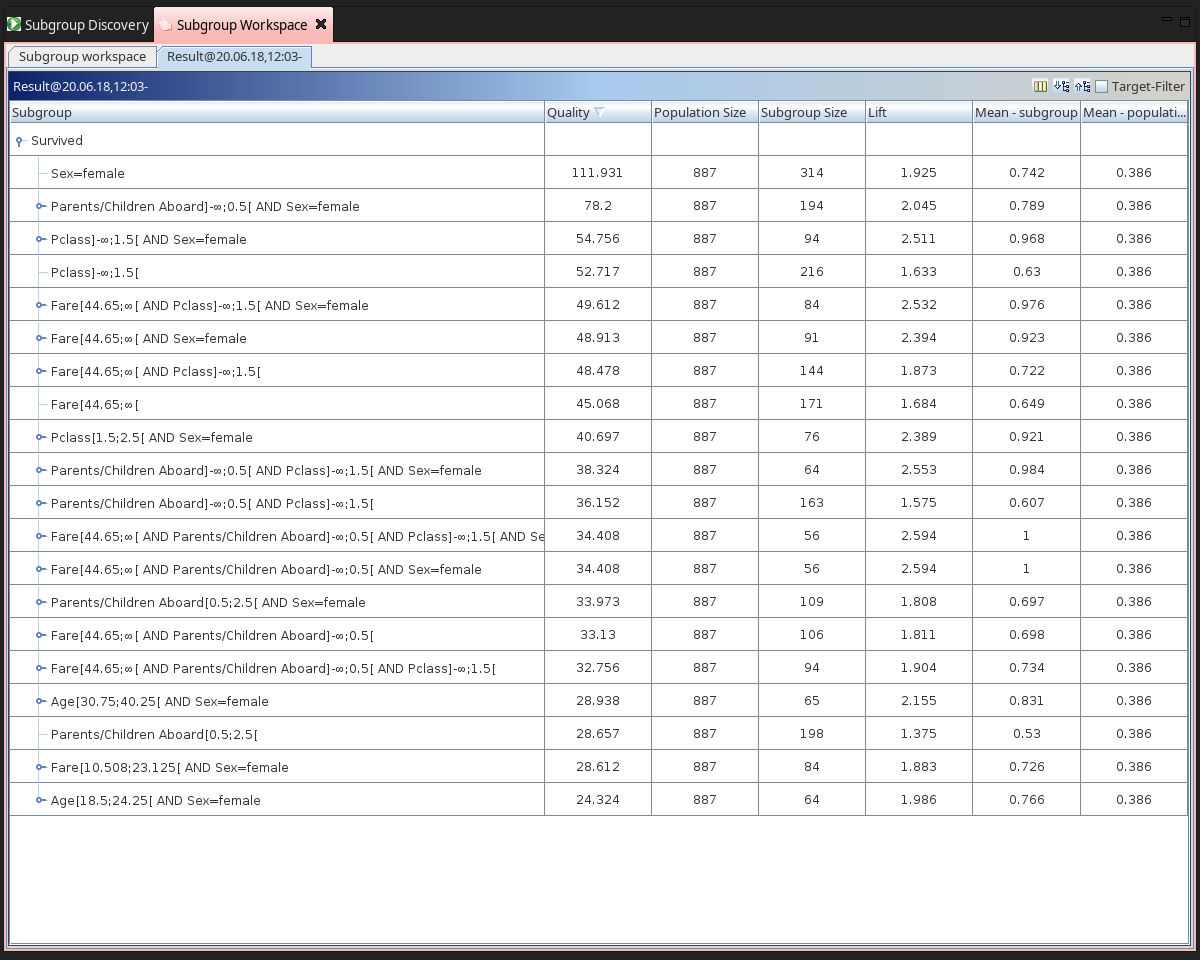 Subgroup Discovery Subgroup Workspace
Subgroup workspace Result@20.06.18,12:03-
Result@20.06.18,12:03- Target-Filter
Subgroup Quality Population Size Subgroup Size Lift Mean - subgroup Mean - populati...
Survived
Sex=female 111.931 887 314 1.925 0.742 0.386
Parents/Children Aboard]-∞;0.5[ AND Sex=female 78.2 887 194 2.045 0.789 0.386
Pclass]-∞;1.5[ AND Sex=female 54.756 887 94 2.511 0.968 0.386
Pclass]-∞;1.5[ 52.717 887 216 1.633 0.63 0.386
Fare[44.65;∞[ AND Pclass]-∞;1.5[ AND Sex=female 49.612 887 84 2.532 0.976 0.386
Fare[44.65;∞[ AND Sex=female 48.913 887 91 2.394 0.923 0.386
Fare[44.65;∞[ AND Pclass]-∞;1.5[ 48.478 887 144 1.873 0.722 0.386
Fare[44.65;∞[ 45.068 887 171 1.684 0.649 0.386
Pclass[1.5;2.5[ AND Sex=female 40.697 887 76 2.389 0.921 0.386
Parents/Children Aboard]-∞;0.5[ AND Pclass]-∞;1.5[ AND Sex=female 38.324 887 64 2.553 0.984 0.386
Parents/Children Aboard]-∞;0.5[ AND Pclass]-∞;1.5[ 36.152 887 163 1.575 0.607 0.386
Fare[44.65;∞[ AND Parents/Children Aboard]-∞;0.5[ AND Pclass]-∞;1.5[ AND Se 34.408 887 56 2.594 1 0.386
Fare[44.65;∞[ AND Parents/Children Aboard]-∞;0.5[ AND Sex=female 34.408 887 56 2.594 1 0.386
Parents/Children Aboard[0.5;2.5[ AND Sex=female 33.973 887 109 1.808 0.697 0.386
Fare[44.65;∞[ AND Parents/Children Aboard]-∞;0.5[ 33.13 887 106 1.811 0.698 0.386
Fare[44.65;∞[ AND Parents/Children Aboard]-∞;0.5[ AND Pclass]-∞;1.5[ 32.756 887 94 1.904 0.734 0.386
Age[30.75;40.25[ AND Sex=female 28.938 887 65 2.155 0.831 0.386
Parents/Children Aboard[0.5;2.5[ 28.657 887 198 1.375 0.53 0.386
Fare[10.508;23.125[ AND Sex=female 28.612 887 84 1.883 0.726 0.386
Age[18.5;24.25[ AND Sex=female 24.324 887 64 1.986 0.766 0.386